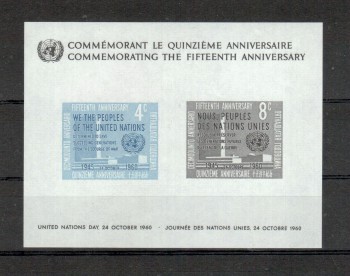 COMMÉMORANT LE QUINZIÈME ANNIVERSAIRE
COMMEMORATING THE FIFTEENTH ANNIVERSARY
FIFTEENTH ANNIVERSARY 4c
WE THE PEOPLES
OF THE UNITED NATIONS
1945 1960
QUINZIÈME ANNIVERSAIRE
FIFTEENTH ANNIVERSARY 8c
NOUS, PEUPLES
DES NATIONS UNIES
1945 1960
QUINZIÈME ANNIVERSAIRE
UNITED NATIONS DAY, 24 OCTOBER 1960 JOURNÉE DES NATIONS UNIES, 24 OCTOBRE 1960